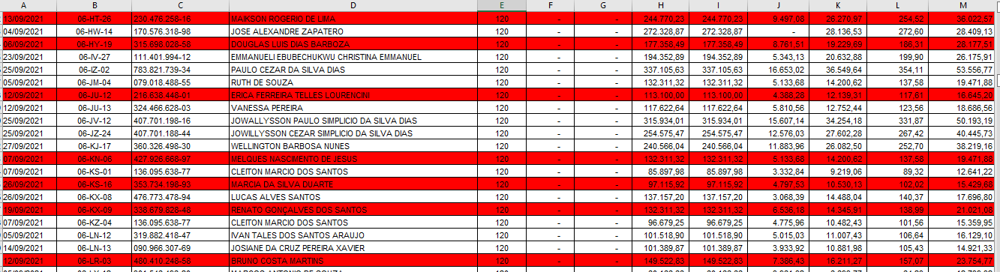 A B C D E F G H I J K L M
13/09/2021 06-HT-26 230.476.258-16 MAIKSON ROGERIO DE LIMA 120 - - 244.770,23 244.770,23 9.497,08 26.270,97 254,52 36.022,57
04/09/2021 06-HW-14 170.576.318-98 JOSE ALEXANDRE ZAPATERO 120 - - 272.328,87 272.328,87 - 28.136,53 272,60 28.409,13
06/09/2021 06-HY-19 315.698.028-58 DOUGLAS LUIS DIAS BARBOZA 120 - - 177.358,49 177.358,49 8.761,51 19.229,69 186,31 28.177,51
23/09/2021 06-IV-27 111.401.994-12 EMMANUELI EBUBECHUKWU CHRISTINA EMMANUEL 120 - - 194.352,89 194.352,89 5.343,13 20.632,88 199,90 26.175,91
25/09/2021 06-IZ-02 783.821.739-34 PAULO CEZAR DA SILVA DIAS 120 - - 337.105,63 337.105,63 16.653,02 36.549,64 354,11 53.556,77
05/09/2021 06-JM-04 079.018.488-55 RUTH DE SOUZA 120 - - 132.311,32 132.311,32 5.133,68 14.200,62 137,58 19.471,88
12/09/2021 06-JU-12 216.638.448-01 ERICA FERREIRA TELLES LOURENCINI 120 - - 113.100,00 113.100,00 4.388,28 12.139,31 117,61 16.645,20
12/09/2021 06-JU-13 324.466.628-03 VANESSA PEREIRA 120 - - 117.622,64 117.622,64 5.810,56 12.752,44 123,56 18.686,56
25/09/2021 06-JV-12 407.701.198-16 JOWALLYSSON PAULO SIMPLICIO DA SILVA DIAS 120 - - 315.934,01 315.934,01 15.607,14 34.254,18 331,87 50.193,19
25/09/2021 06-JZ-24 407.701.188-44 JOWILLYSSON CEZAR SIMPLICIO DA SILVA DIAS 120 - - 254.575,47 254.575,47 12.576,03 27.602,28 267,42 40.445,73
27/09/2021 06-KJ-17 360.326.498-30 WELLINGTON BARBOSA NUNES 120 - - 240.566,04 240.566,04 11.883,96 26.082,50 252,70 38.219,16
07/09/2021 06-KN-06 427.926.668-97 MELQUES NASCIMENTO DE JESUS 120 - - 132.311,32 132.311,32 5.133,68 14.200,62 137,58 19.471,88
07/09/2021 06-KS-01 136.095.638-77 CLEITON MARCIO DOS SANTOS 120 - - 85.897,98 85.897,98 3.332,84 9.219,06 89,32 12.641,22
26/09/2021 06-KS-16 353.734.198-93 MARCIA DA SILVA DUARTE 120 - - 97.115,92 97.115,92 4.797,53 10.530,13 102,02 15.429,68
26/09/2021 06-KX-08 476.773.478-94 LUCAS ALVES SANTOS 120 - - 137.157,20 137.157,20 3.068,39 14.488,04 140,37 17.696,80
19/09/2021 06-KX-09 338.679.828-48 RENATO GONÇALVES DOS SANTOS 120 - - 132.311,32 132.311,32 6.536,18 14.345,91 138,99 21.021,08
07/09/2021 06-KZ-04 136.095.638-77 CLEITON MARCIO DOS SANTOS 120 - - 96.679,25 96.679,25 4.775,96 10.482,43 101,56 15.359,95
05/09/2021 06-LN-12 319.882.418-47 IVAN TALES DOS SANTOS ARAUJO 120 - - 101.518,90 101.518,90 5.015,03 11.007,43 106,64 16.129,10
14/09/2021 06-LN-13 090.966.307-69 JOSIANE DA CRUZ PEREIRA XAVIER 120 - - 101.389,87 101.389,87 3.933,92 10.881,98 105,43 14.921,33
12/09/2021 06-LR-03 480.410.248-58 BRUNO COSTA MARTINS 120 - - 149.522,83 149.522,83 7.386,43 16.211,27 157,07 23.754,77